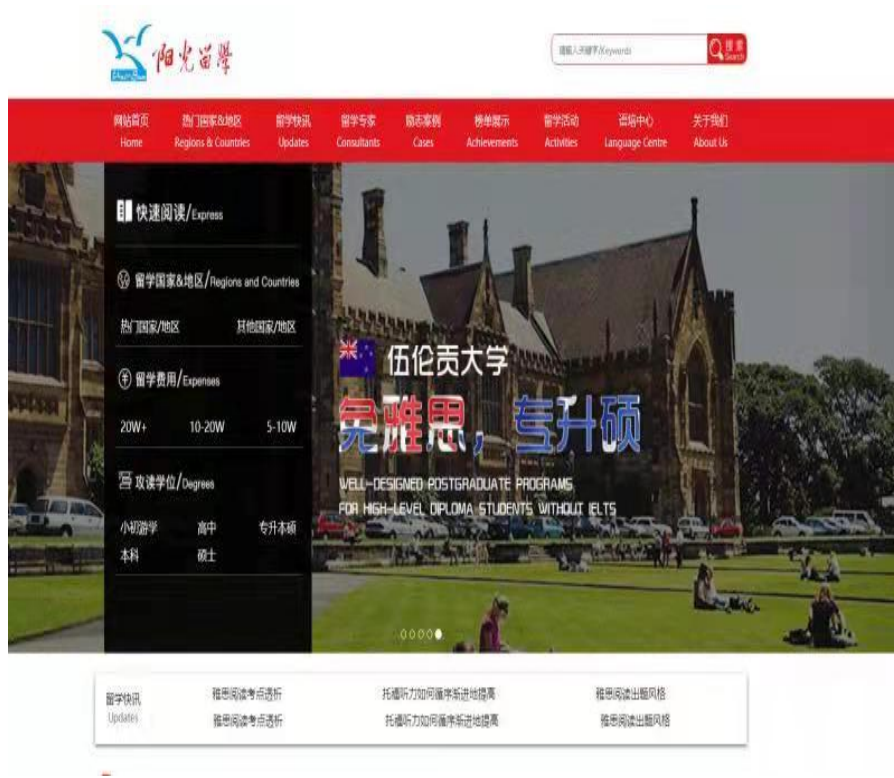 阳光留學
请输入关键字/Keywords
搜索
Search
网站首页 热门国家&地区 留学快讯 留学专家 励志案例 榜单展示 留学活动 语培中心 关于我们
Home Regions & Countries Updates Consultants Cases Achievements Activities Language Centre About Us
快速阅读/Express
留学国家&地区/Regions and Countries
热门国家/地区 其他国家/地区
留学费用/Expenses
20W+ 10-20W 5-10W
攻读学位/Degrees
小初游学 高中 专升本硕
本科 硕士
伍伦贡大学
免雅思，专升硕
WELL-DESIGNED POSTGRADUATE PROGRAMS
FOR HIGH-LEVEL DIPLOMA STUDENTS WITHOUT IELTS
留学快讯 雅思阅读考点透析 托福听力如何循序渐进地提高 雅思阅读出题风格
Updates 雅思阅读考点透析 托福听力如何循序渐进地提高 雅思阅读出题风格